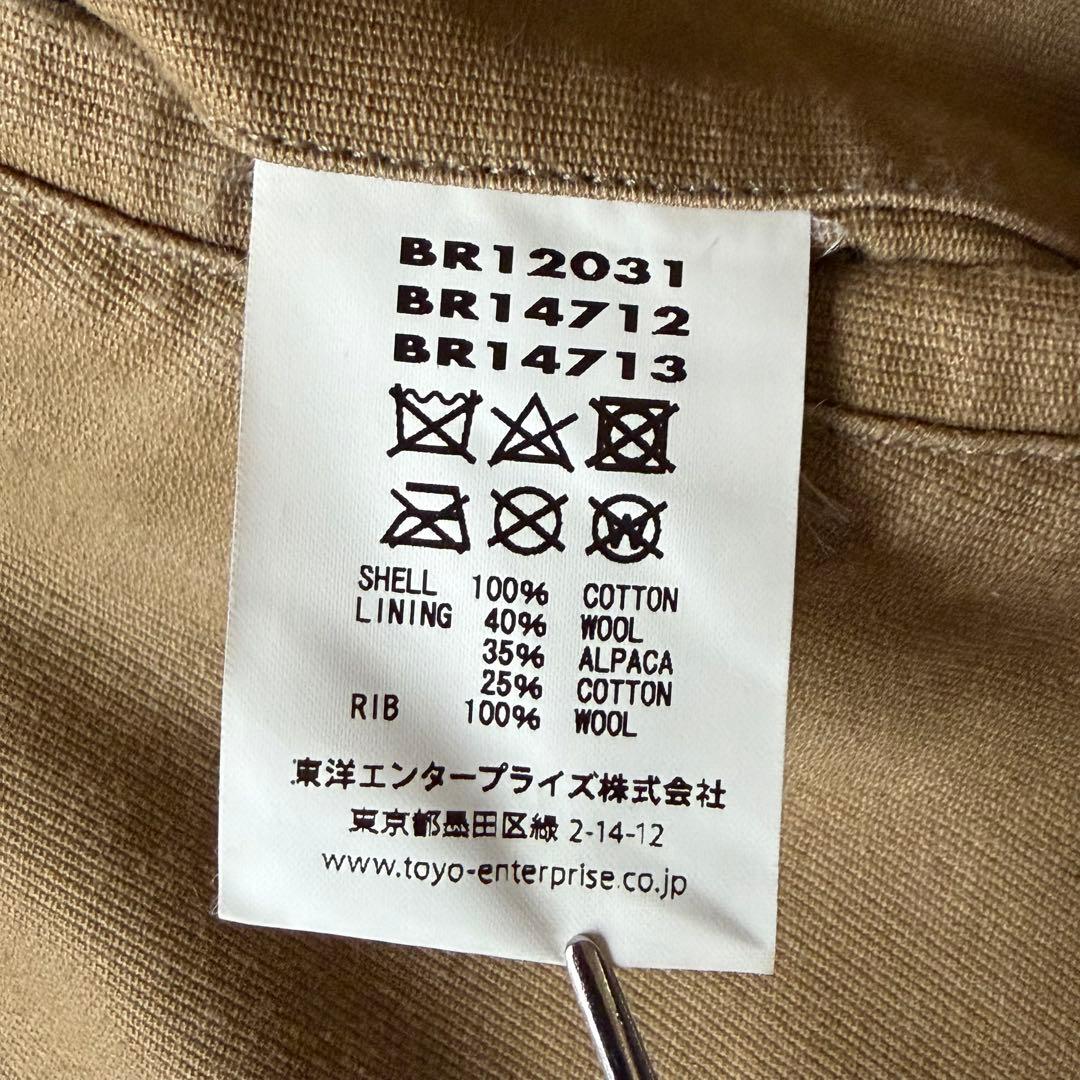 BR12031
BR14712
BR14713
SHELL 100% COTTON
LINING 40% WOOL
35% ALPACA
25% COTTON
RIB 100% WOOL
東洋エンタープライズ株式会社
東京都墨田区緑 2-14-12
www.toyo-enterprise.co.jp